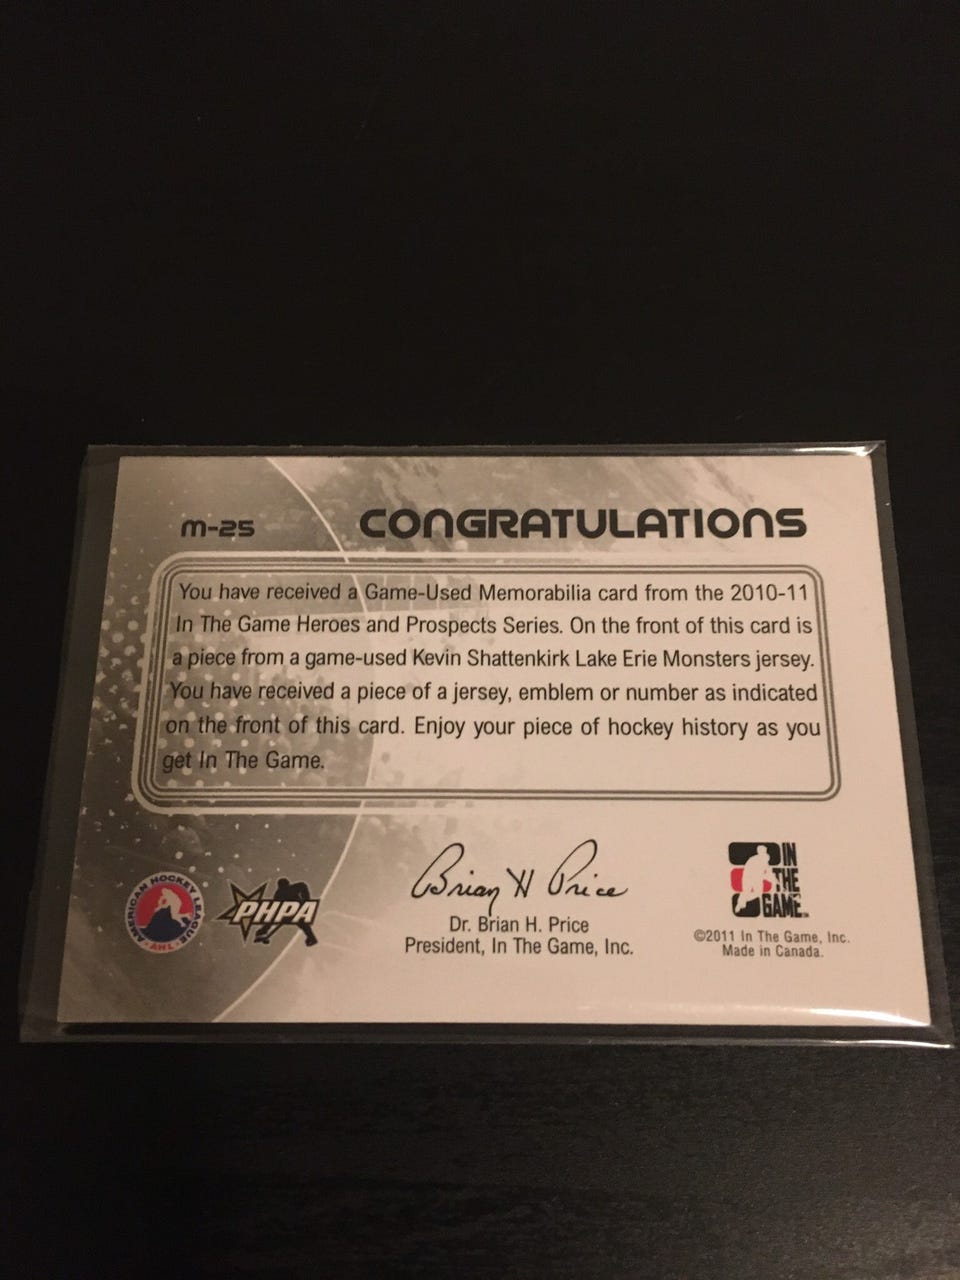 M-25
CONGRATULATIONS
You have received a Game-Used Memorabilia card from the 2010-11
In The Game Heroes and Prospects Series. On the front of this card is
a piece from a game-used Kevin Shattenkirk Lake Erie Monsters jersey.
You have received a piece of a jersey, emblem or number as indicated
on the front of this card. Enjoy your piece of hockey history as you
get In The Game.
AMERICAN HOCKEY LEAGUE
AHL
PHPA
Brian H Price
Dr. Brian H. Price
President, In The Game, Inc.
IN
THE
GAME
©2011 In The Game, Inc.
Made in Canada.